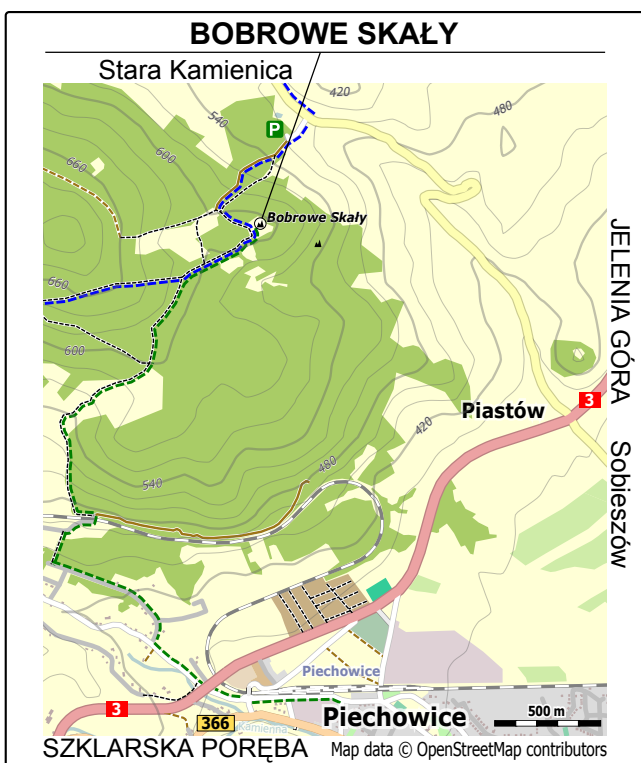 BOBROWE SKAŁY
Stara Kamienica
420
480
540
P
600
660
Bobrowe Skały
660
JELENIA GÓRA
600
3
Piastów
420
480
Sobieszów
540
Piechowice
3
366
Kamienna
Piechowice
500 m
SZKLARSKA PORĘBA
Map data © OpenStreetMap contributors